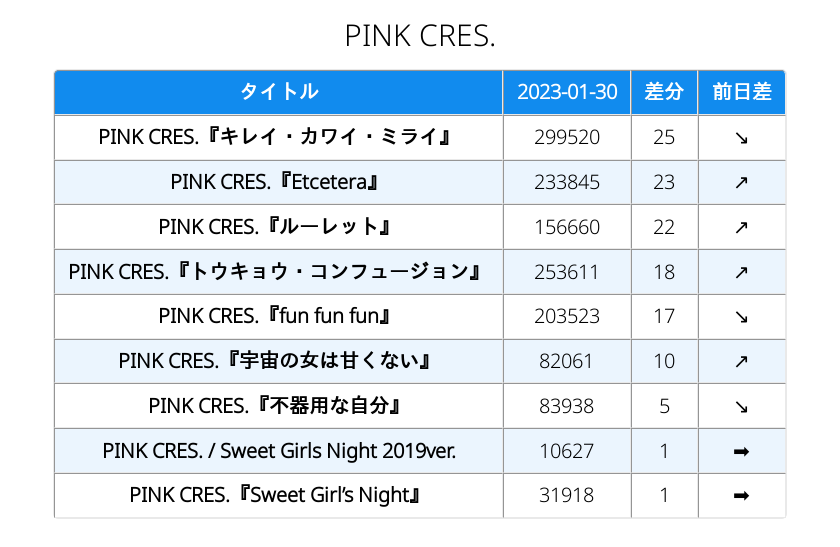 PINK CRES.
タイトル 2023-01-30 差分 前日差
PINK CRES.『キレイ・カワイ・ミライ』 299520 25 ↘
PINK CRES.『Etcetera』 233845 23 ↗
PINK CRES.『ルーレット』 156660 22 ↗
PINK CRES.『トウキョウ・コンフュージョン』 253611 18 ↗
PINK CRES.『fun fun fun』 203523 17 ↘
PINK CRES.『宇宙の女は甘くない』 82061 10 ↗
PINK CRES.『不器用な自分』 83938 5 ↘
PINK CRES. / Sweet Girls Night 2019ver. 10627 1 ➡
PINK CRES.『Sweet Girl’s Night』 31918 1 ➡